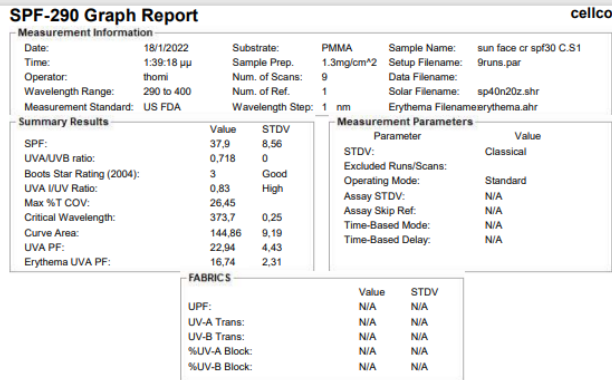 SPF-290 Graph Report cellco
Measurement Information
Date: 18/1/2022 Substrate: PMMA Sample Name: sun face cr spf30 C.S1
Time: 1:39:18 μμ Sample Prep. 1.3mg/cm^2 Setup Filename: 9runs.par
Operator: thomi Num. of Scans: 9 Data Filename:
Wavelength Range: 290 to 400 Num. of Ref. 1 Solar Filename: sp40n20z.shr
Measurement Standard: US FDA Wavelength Step: 1 nm Erythema Filename:erythema.ahr
Summary Results
Value STDV
SPF: 37,9 8,56
UVA/UVB ratio: 0,718 0
Boots Star Rating (2004): 3 Good
UVA I/UV Ratio: 0,83 High
Max %T COV: 26,45
Critical Wavelength: 373,7 0,25
Curve Area: 144,86 9,19
UVA PF: 22,94 4,43
Erythema UVA PF: 16,74 2,31
Measurement Parameters
Parameter Value
STDV: Classical
Excluded Runs/Scans:
Operating Mode: Standard
Assay STDV: N/A
Assay Skip Ref: N/A
Time-Based Mode: N/A
Time-Based Delay: N/A
FABRICS
Value STDV
UPF: N/A N/A
UV-A Trans: N/A N/A
UV-B Trans: N/A N/A
%UV-A Block: N/A N/A
%UV-B Block: N/A N/A